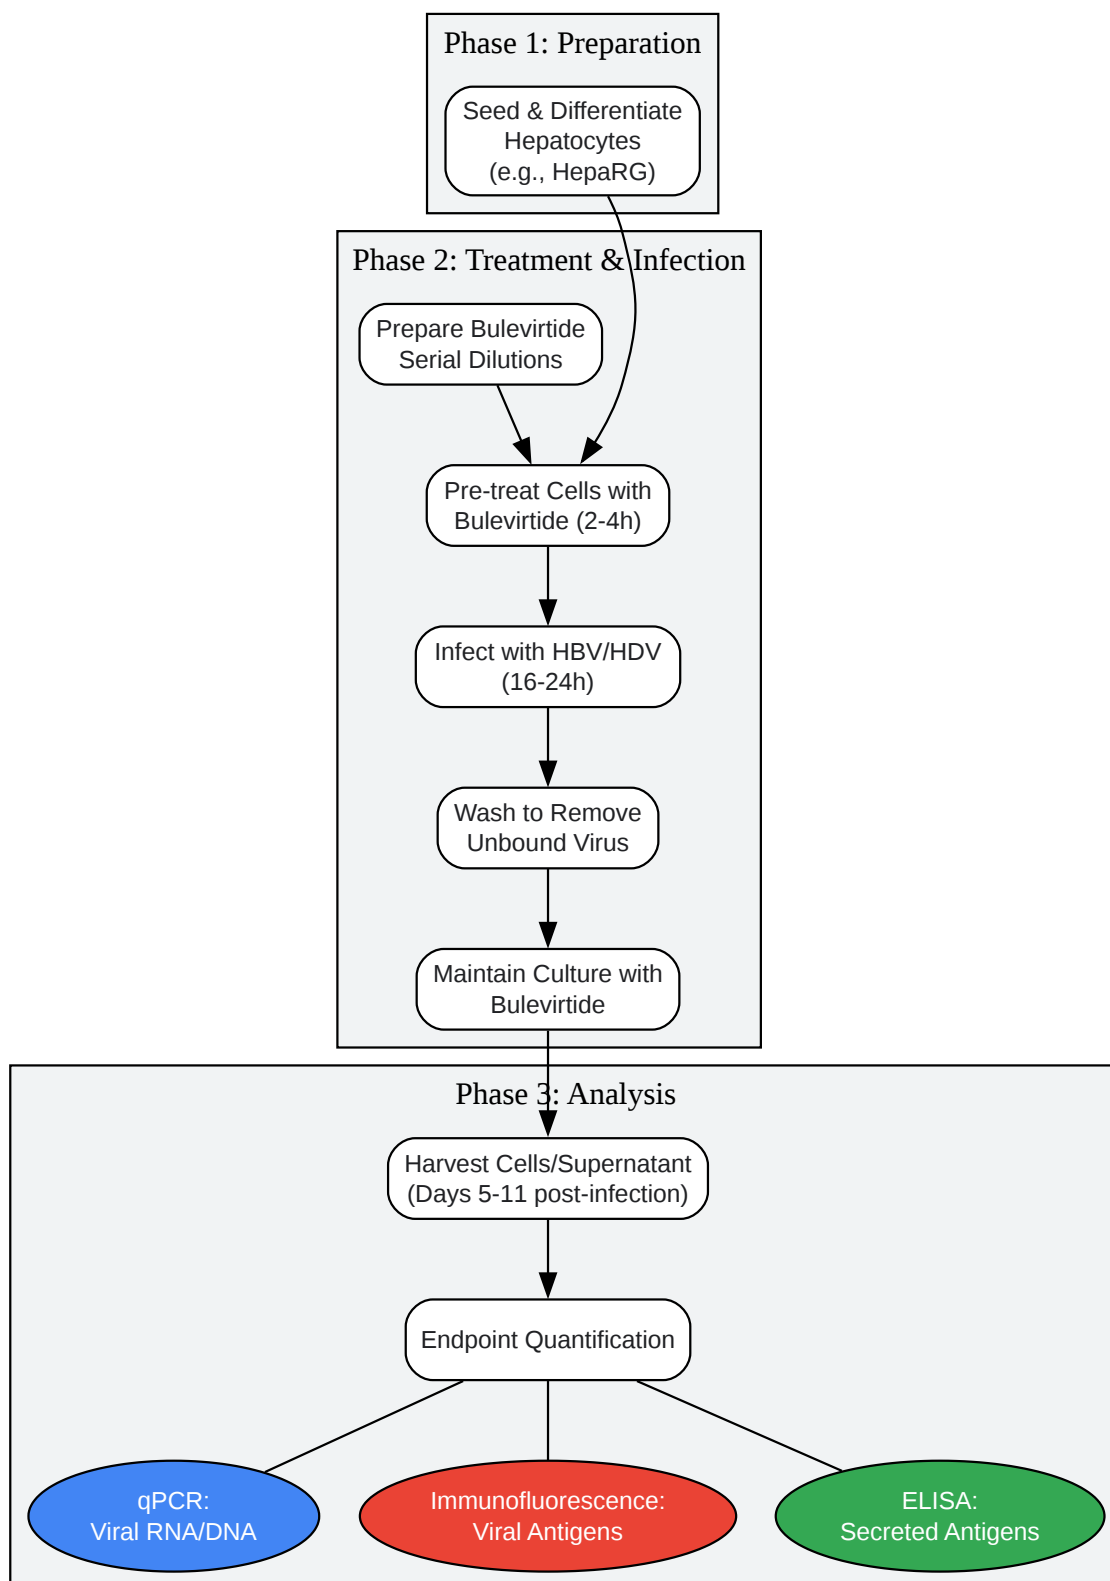 Phase 1: Preparation
Seed & Differentiate
Hepatocytes
(e.g., HepaRG)
Phase 2: Treatment & Infection
Prepare Bulevirtide
Serial Dilutions
Pre-treat Cells with
Bulevirtide (2-4h)
Infect with HBV/HDV
(16-24h)
Wash to Remove
Unbound Virus
Maintain Culture with
Bulevirtide
Phase 3: Analysis
Harvest Cells/Supernatant
(Days 5-11 post-infection)
Endpoint Quantification
qPCR:
Viral RNA/DNA
Immunofluorescence:
Viral Antigens
ELISA:
Secreted Antigens